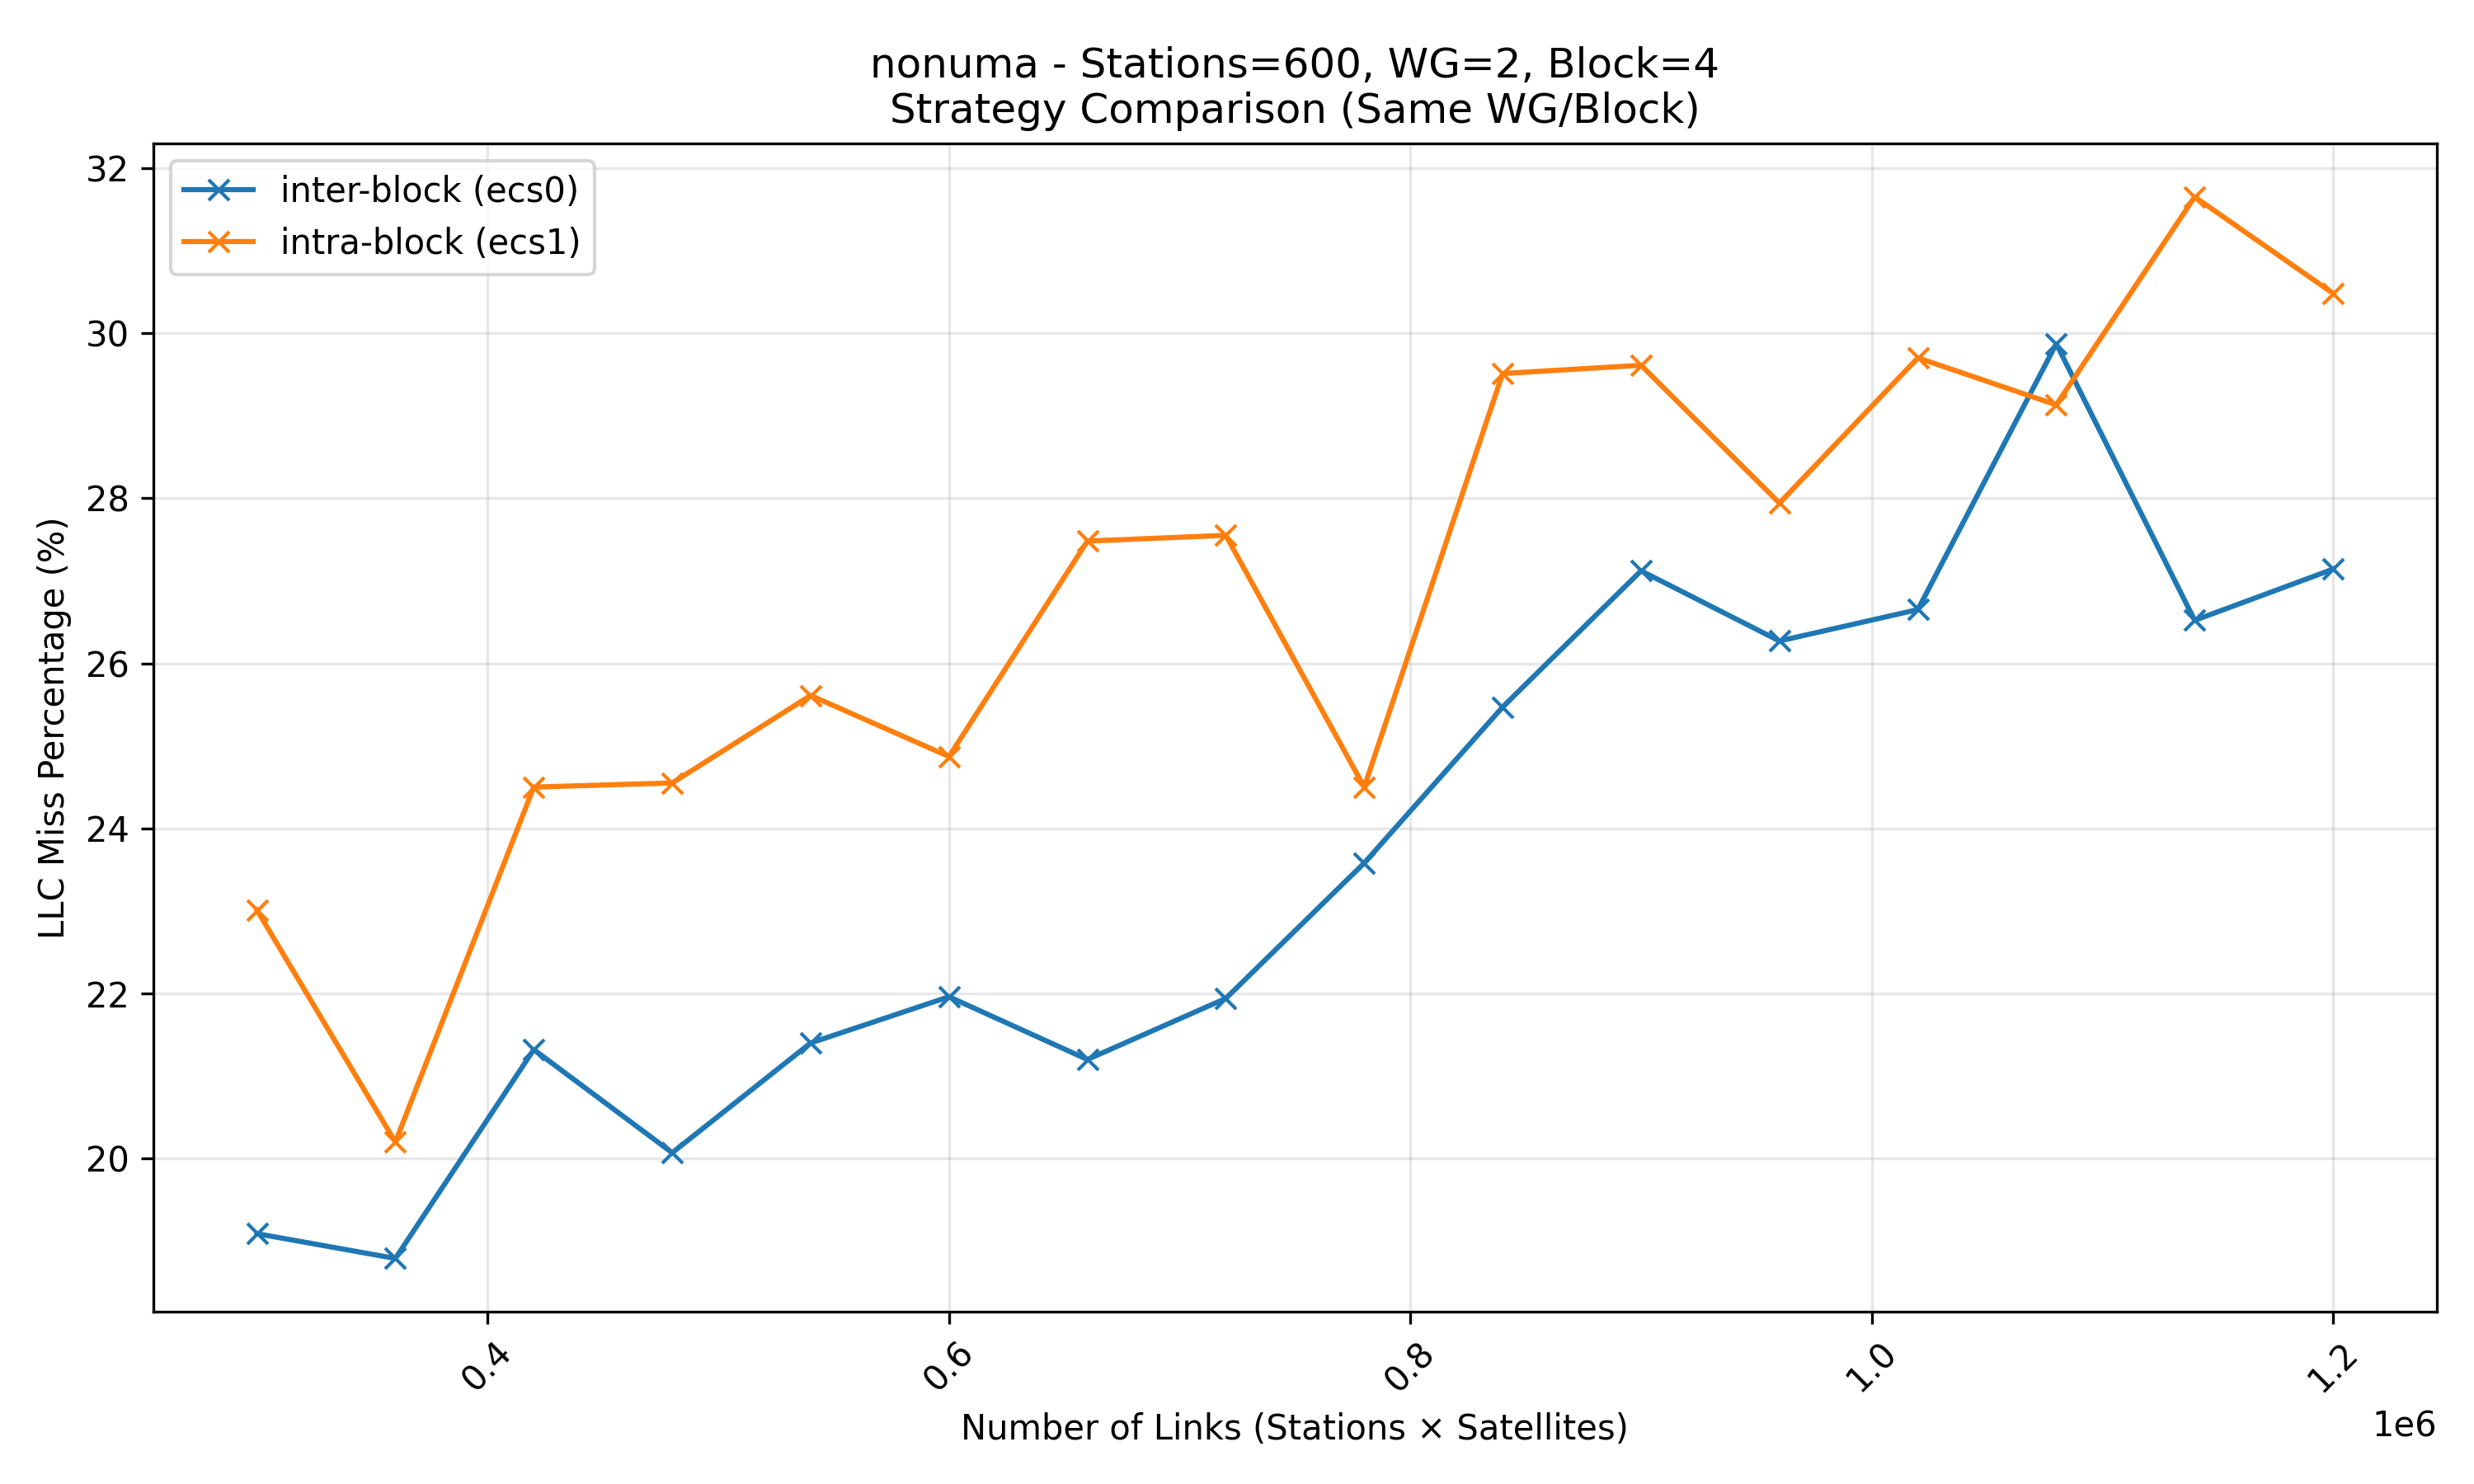 nonuma - Stations=600, WG=2, Block=4
Strategy Comparison (Same WG/Block)
inter-block (ecs0)
intra-block (ecs1)
LLC Miss Percentage (%)
32
30
28
26
24
22
20
0.4
0.6
0.8
1.0
1.2
1e6
Number of Links (Stations × Satellites)